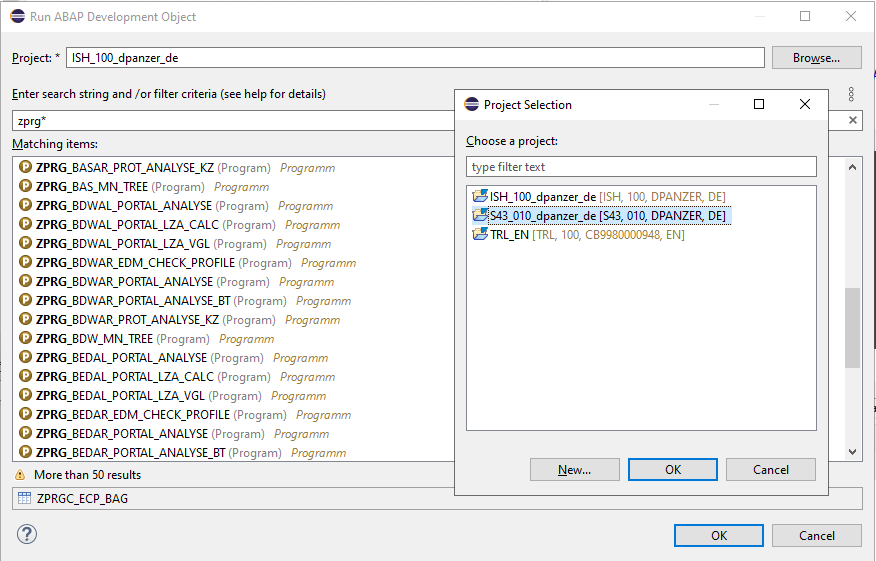 Run ABAP Development Object
Project: * ISH_100_dpanzer_de Browse...
Enter search string and /or filter criteria (see help for details)
zprg*
Matching items:
ZPRG_BASAR_PROT_ANALYSE_KZ (Program) Programm
ZPRG_BAS_MN_TREE (Program) Programm
ZPRG_BDWAL_PORTAL_ANALYSE (Program) Programm
ZPRG_BDWAL_PORTAL_LZA_CALC (Program) Programm
ZPRG_BDWAL_PORTAL_LZA_VGL (Program) Programm
ZPRG_BDWAR_EDM_CHECK_PROFILE (Program) Programm
ZPRG_BDWAR_PORTAL_ANALYSE (Program) Programm
ZPRG_BDWAR_PORTAL_ANALYSE_BT (Program) Programm
ZPRG_BDWAR_PROT_ANALYSE_KZ (Program) Programm
ZPRG_BDW_MN_TREE (Program) Programm
ZPRG_BEDAL_PORTAL_ANALYSE (Program) Programm
ZPRG_BEDAL_PORTAL_LZA_CALC (Program) Programm
ZPRG_BEDAL_PORTAL_LZA_VGL (Program) Programm
ZPRG_BEDAR_EDM_CHECK_PROFILE (Program) Programm
ZPRG_BEDAR_PORTAL_ANALYSE (Program) Programm
ZPRG_BEDAR_PORTAL_ANALYSE_BT (Program) Programm
More than 50 results
ZPRGC_ECP_BAG
OK Cancel
Project Selection
Choose a project:
type filter text
ISH_100_dpanzer_de [ISH, 100, DPANZER, DE]
S43_010_dpanzer_de [S43, 010, DPANZER, DE]
TRL_EN [TRL, 100, CB9980000948, EN]
New... OK Cancel